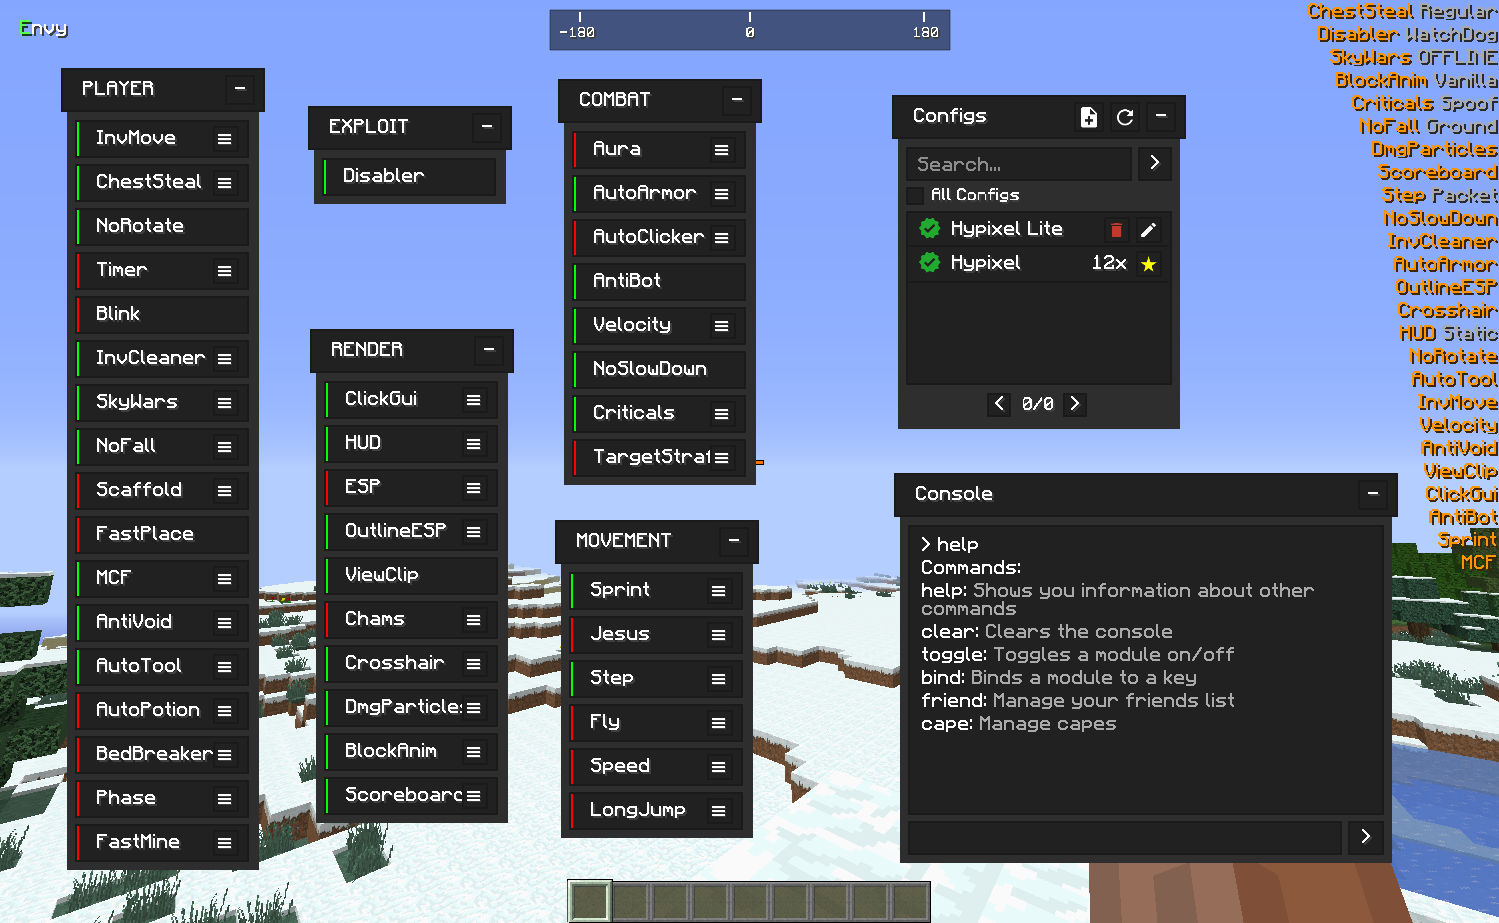 Envy
-180 0 180
PLAYER
InvMove
ChestSteal
NoRotate
Timer
Blink
InvCleaner
SkyWars
NoFall
Scaffold
FastPlace
MCF
AntiVoid
AutoTool
AutoPotion
BedBreaker
Phase
FastMine
EXPLOIT
Disabler
RENDER
ClickGui
HUD
ESP
OutlineESP
ViewClip
Chams
Crosshair
DmgParticles
BlockAnim
Scoreboard
COMBAT
Aura
AutoArmor
AutoClicker
AntiBot
Velocity
NoSlowDown
Criticals
TargetStraf
MOVEMENT
Sprint
Jesus
Step
Fly
Speed
LongJump
Configs
Search...
All Configs
Hypixel Lite
Hypixel 12x
0/0
Console
> help
Commands:
help: Shows you information about other
commands
clear: Clears the console
toggle: Toggles a module on/off
bind: Binds a module to a key
friend: Manage your friends list
cape: Manage capes
ChestSteal Regular
Disabler WatchDog
SkyWars OFFLINE
BlockAnim Vanilla
Criticals Spoof
NoFall Ground
DmgParticles
Scoreboard
Step Packet
NoSlowDown
InvCleaner
AutoArmor
OutlineESP
Crosshair
HUD Static
NoRotate
AutoTool
InvMove
Velocity
AntiVoid
ViewClip
ClickGui
AntiBot
Sprint
MCF